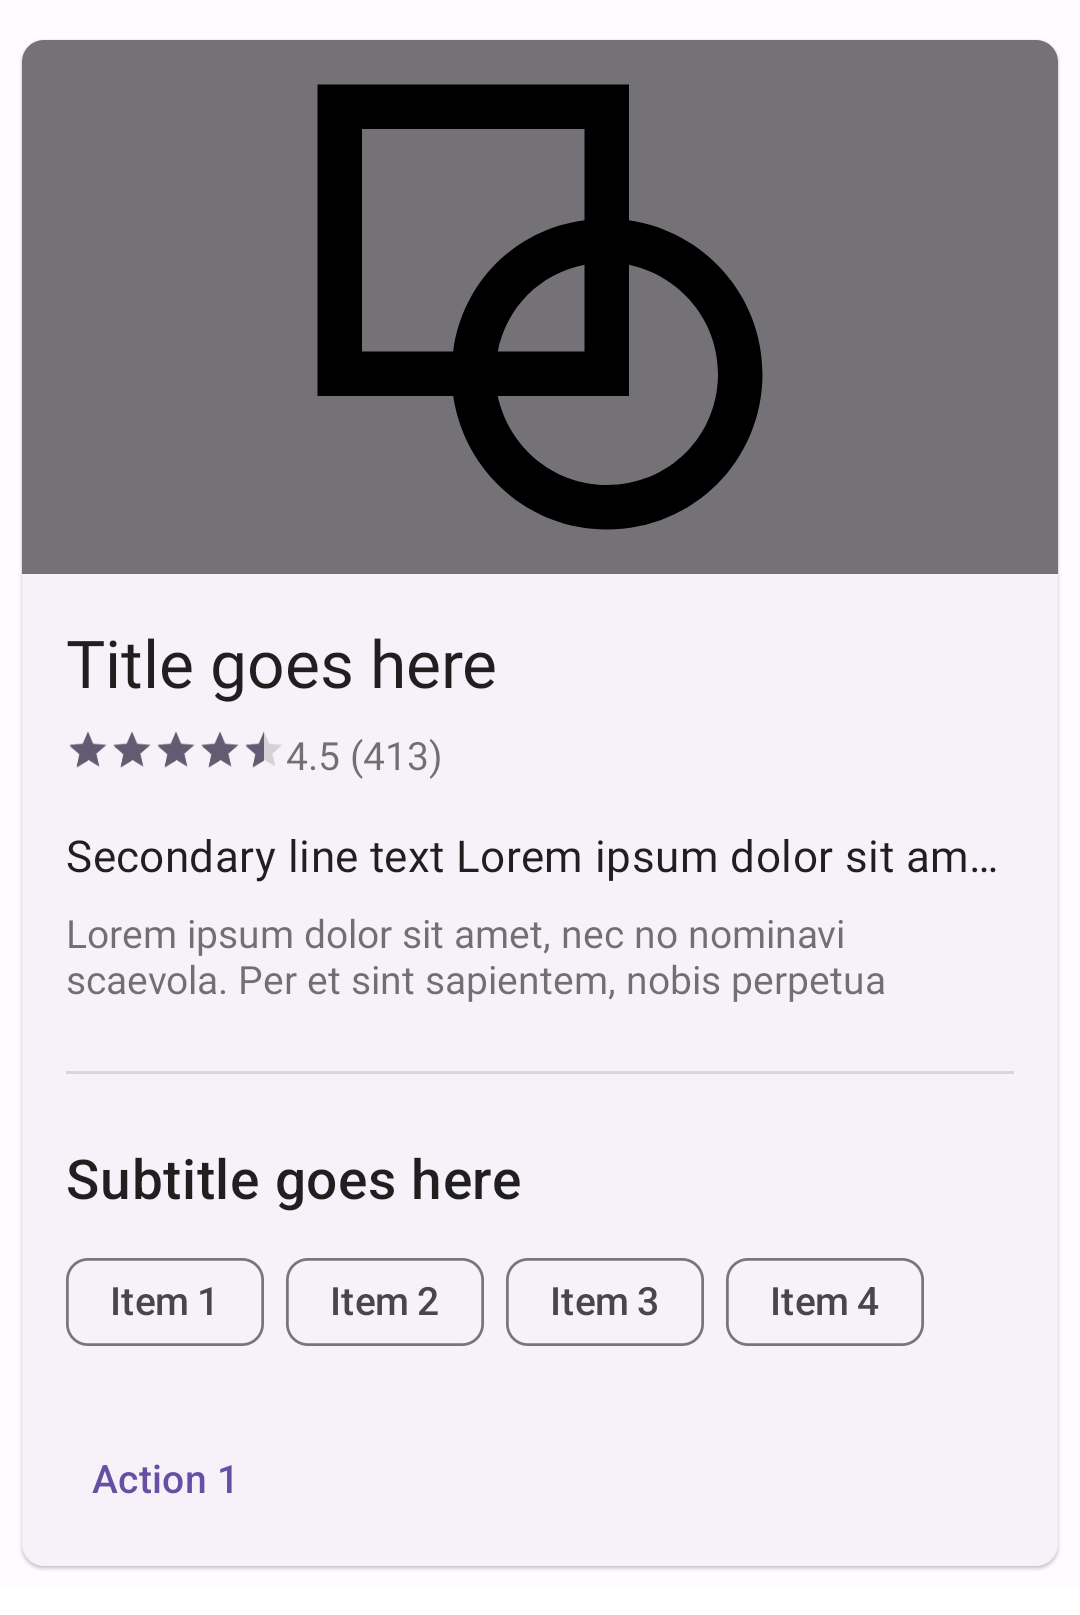 Title goes here
4.5 (413)
Secondary line text Lorem ipsum dolor sit am...
Lorem ipsum dolor sit amet, nec no nominavi
scaevola. Per et sint sapientem, nobis perpetua
Subtitle goes here
Item 1 Item 2 Item 3 Item 4
Action 1